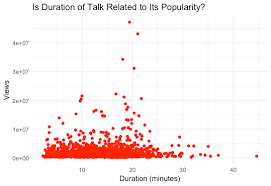 Is Duration of Talk Related to Its Popularity?
4e+07
3e+07
Views
2e+07
1e+07
0e+00
10 20 30 40
Duration (minutes)